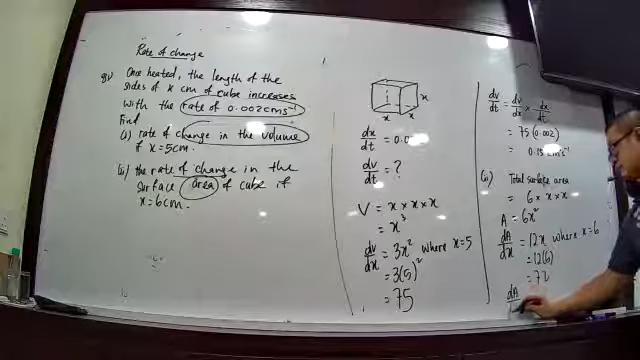 Rate of change
Once heated, the length of the
sides of x cm of cube increases
with the rate of 0.002cms⁻¹
Find
(i) rate of change in the volume
if x=5cm.
(ii) the rate of change in the
surface area of cube if
x=6cm.
x
x
x
dx/dt = 0.0
dv/dt = ?
V = x × x × x
= x³
dv/dx = 3x² where x=5
= 3(5)²
= 75
dv/dt = dv/dx × dx/dt
= 75(0.002)
(ii) Total surface area
= 6 × x × x
A = 6x²
dA/dx = 12x where x=6
= 12(6)
= 72
dA